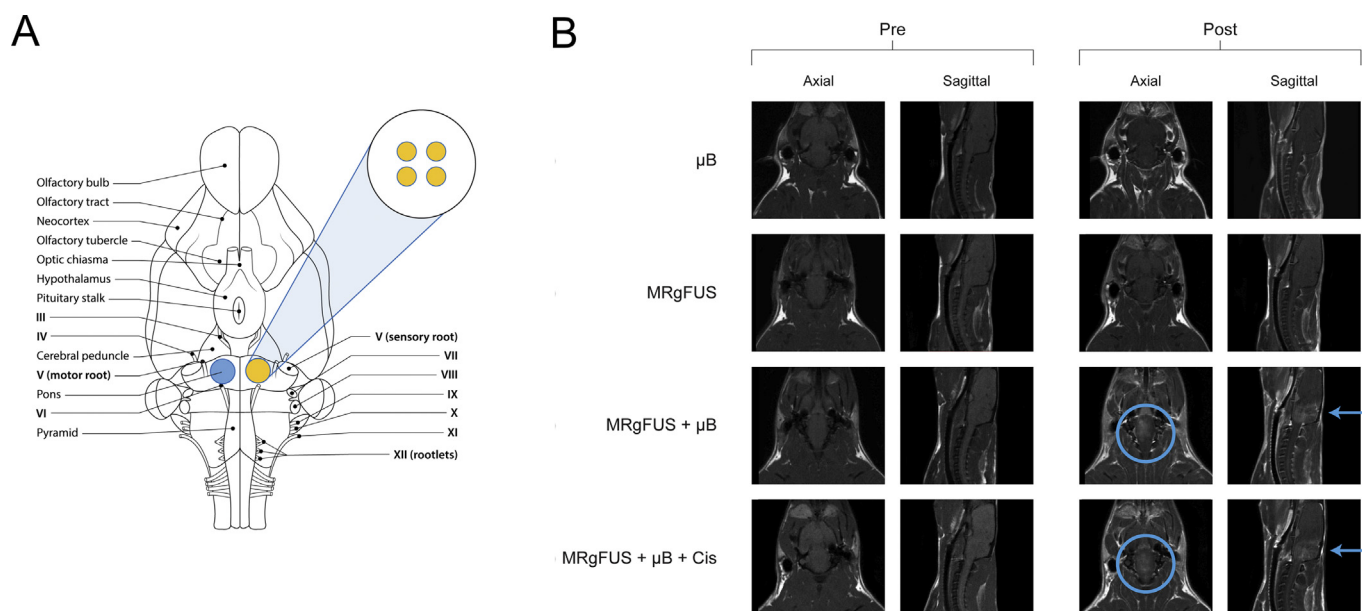 A
Olfactory bulb
Olfactory tract
Neocortex
Olfactory tubercle
Optic chiasma
Hypothalamus
Pituitary stalk
III
IV
Cerebral peduncle
V (motor root)
Pons
VI
Pyramid
V (sensory root)
VII
VIII
IX
X
XI
XII (rootlets)
B
Pre
Post
Axial
Sagittal
Axial
Sagittal
µB
MRgFUS
MRgFUS + µB
MRgFUS + µB + Cis